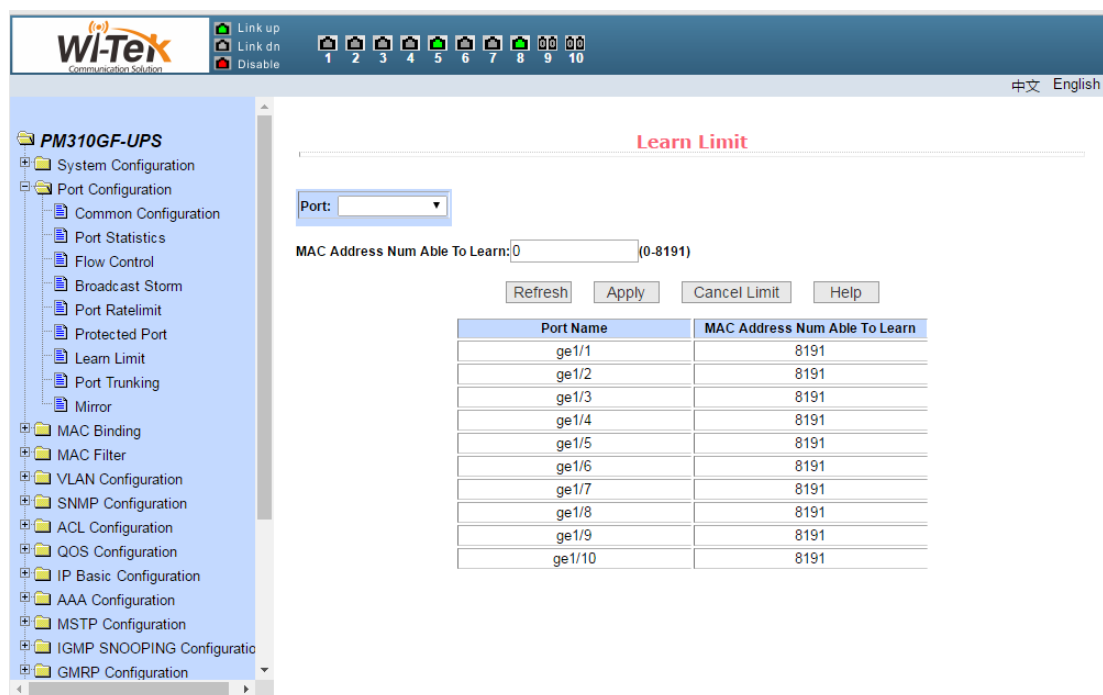 Wi-Tek
Communication Solution
Link up
Link dn
Disable
1 2 3 4 5 6 7 8 9 10
中文 English
PM310GF-UPS
System Configuration
Port Configuration
Common Configuration
Port Statistics
Flow Control
Broadcast Storm
Port Ratelimit
Protected Port
Learn Limit
Port Trunking
Mirror
MAC Binding
MAC Filter
VLAN Configuration
SNMP Configuration
ACL Configuration
QOS Configuration
IP Basic Configuration
AAA Configuration
MSTP Configuration
IGMP SNOOPING Configuratio
GMRP Configuration
Learn Limit
Port:
MAC Address Num Able To Learn: 0 (0-8191)
Refresh Apply Cancel Limit Help
Port Name MAC Address Num Able To Learn
ge1/1 8191
ge1/2 8191
ge1/3 8191
ge1/4 8191
ge1/5 8191
ge1/6 8191
ge1/7 8191
ge1/8 8191
ge1/9 8191
ge1/10 8191